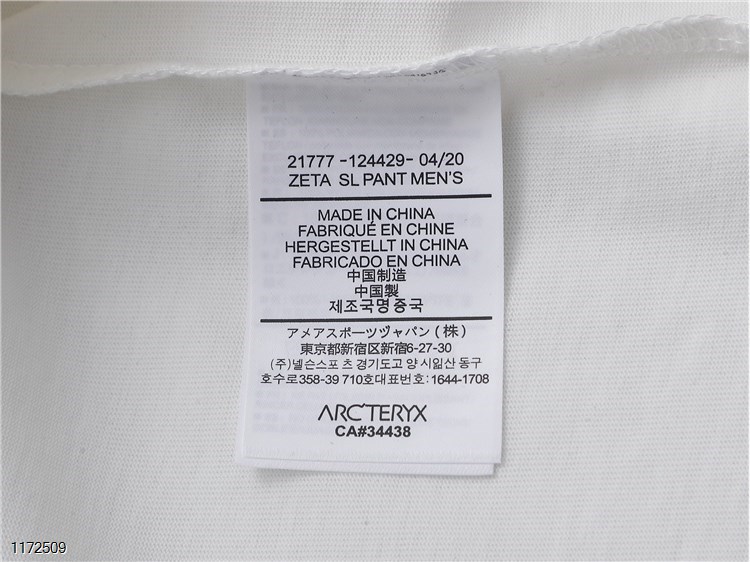 21777 -124429- 04/20
ZETA SL PANT MEN'S
MADE IN CHINA
FABRIQUÉ EN CHINE
HERGESTELLT IN CHINA
FABRICADO EN CHINA
中国制造
中国製
제조국명 중국
アメアスポーツヅャパン(株)
東京都新宿区新宿6-27-30
(주)넬슨스포 츠 경기도고 양 시일산 동구
호수로358-39 710호대표번호: 1644-1708
ARC'TERYX
CA#34438
1172509